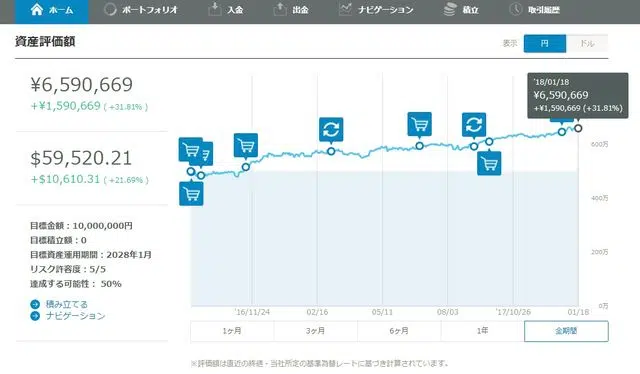 ホーム ポートフォリオ 入金 出金 ナビゲーション 積立 取引履歴
資産評価額
表示 円 ドル
¥6,590,669
+¥1,590,669 (+31.81%)
$59,520.21
+$10,610.31 (+21.69%)
目標金額:10,000,000円
目標積立額:0
目標資産運用期間:2028年1月
リスク許容度:5/5
達成する可能性: 50%
積み立てる
ナビゲーション
'18/01/18
¥6,590,669
+¥1,590,669 (+31.81%)
600万
400万
200万
0万
'16/11/24 02/16 05/11 08/03 '17/10/26 01/18
1ヶ月 3ヶ月 6ヶ月 1年 全期間
※評価額は直近の終値・当社所定の基準為替レートに基づき計算されています。